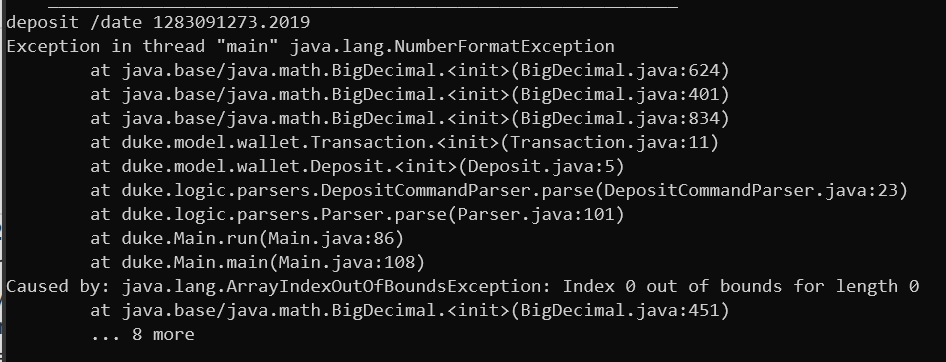 deposit /date 1283091273.2019
Exception in thread "main" java.lang.NumberFormatException
at java.base/java.math.BigDecimal.<init>(BigDecimal.java:624)
at java.base/java.math.BigDecimal.<init>(BigDecimal.java:401)
at java.base/java.math.BigDecimal.<init>(BigDecimal.java:834)
at duke.model.wallet.Transaction.<init>(Transaction.java:11)
at duke.model.wallet.Deposit.<init>(Deposit.java:5)
at duke.logic.parsers.DepositCommandParser.parse(DepositCommandParser.java:23)
at duke.logic.parsers.Parser.parse(Parser.java:101)
at duke.Main.run(Main.java:86)
at duke.Main.main(Main.java:108)
Caused by: java.lang.ArrayIndexOutOfBoundsException: Index 0 out of bounds for length 0
at java.base/java.math.BigDecimal.<init>(BigDecimal.java:451)
... 8 more